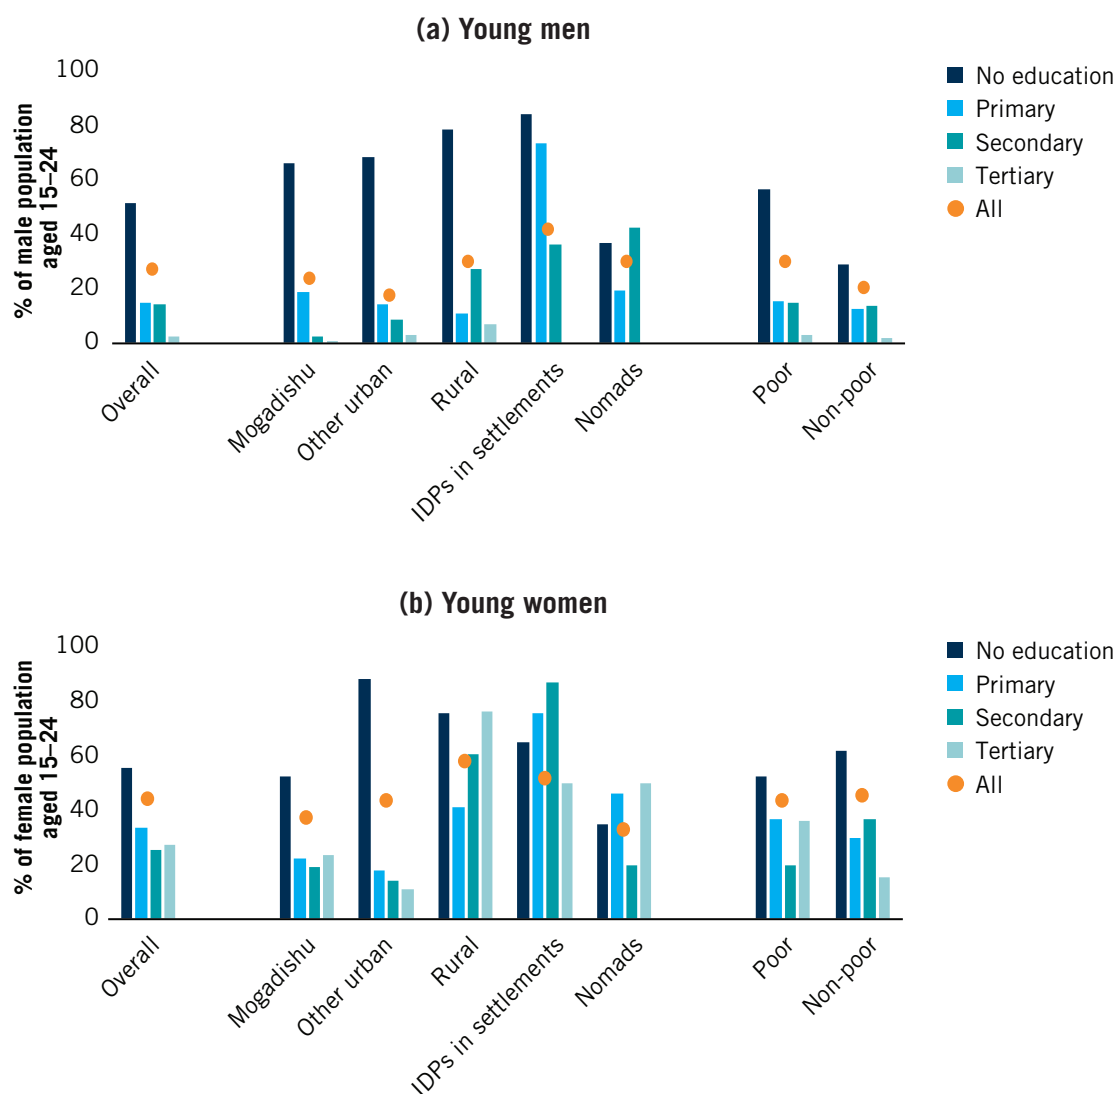 (a) Young men
% of male population
aged 15–24
100
80
60
40
20
0
Overall
Mogadishu
Other urban
Rural
IDPs in settlements
Nomads
Poor
Non-poor
No education
Primary
Secondary
Tertiary
All
(b) Young women
% of female population
aged 15–24
100
80
60
40
20
0
Overall
Mogadishu
Other urban
Rural
IDPs in settlements
Nomads
Poor
Non-poor
No education
Primary
Secondary
Tertiary
All